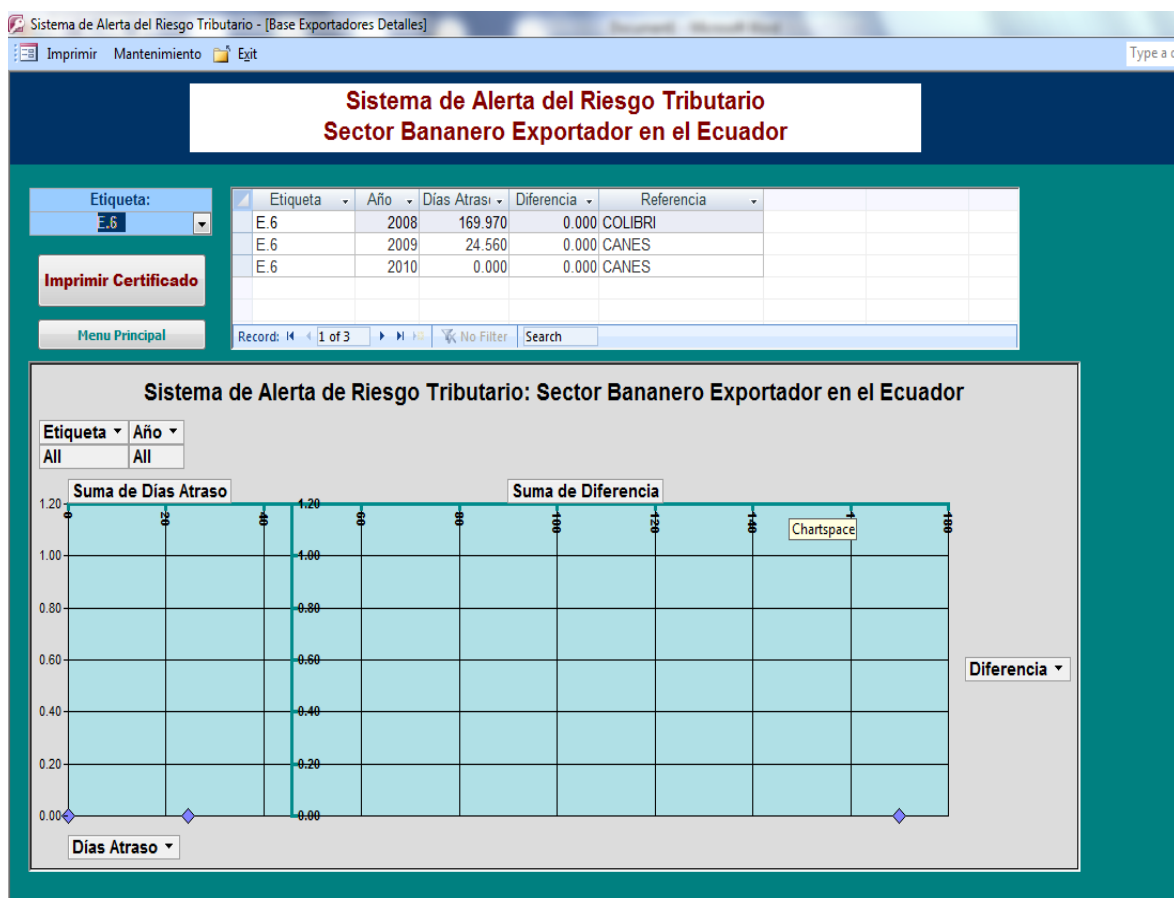 Sistema de Alerta del Riesgo Tributario - [Base Exportadores Detalles]
Imprimir Mantenimiento Exit
Type a
Sistema de Alerta del Riesgo Tributario
Sector Bananero Exportador en el Ecuador
Etiqueta:
E.6
Imprimir Certificado
Menu Principal
Etiqueta Año Días Atras Diferencia Referencia
E.6 2008 169.970 0.000 COLIBRI
E.6 2009 24.560 0.000 CANES
E.6 2010 0.000 0.000 CANES
Record: 1 of 3 No Filter Search
Sistema de Alerta de Riesgo Tributario: Sector Bananero Exportador en el Ecuador
Etiqueta Año
All All
Suma de Días Atraso Suma de Diferencia
0 20 40 60 80 100 120 140 1 180
Chartspace
1.20 1.20
1.00 1.00
0.80 0.80
0.60 0.60
Diferencia
0.40 0.40
0.20 0.20
0.00 0.00
Días Atraso